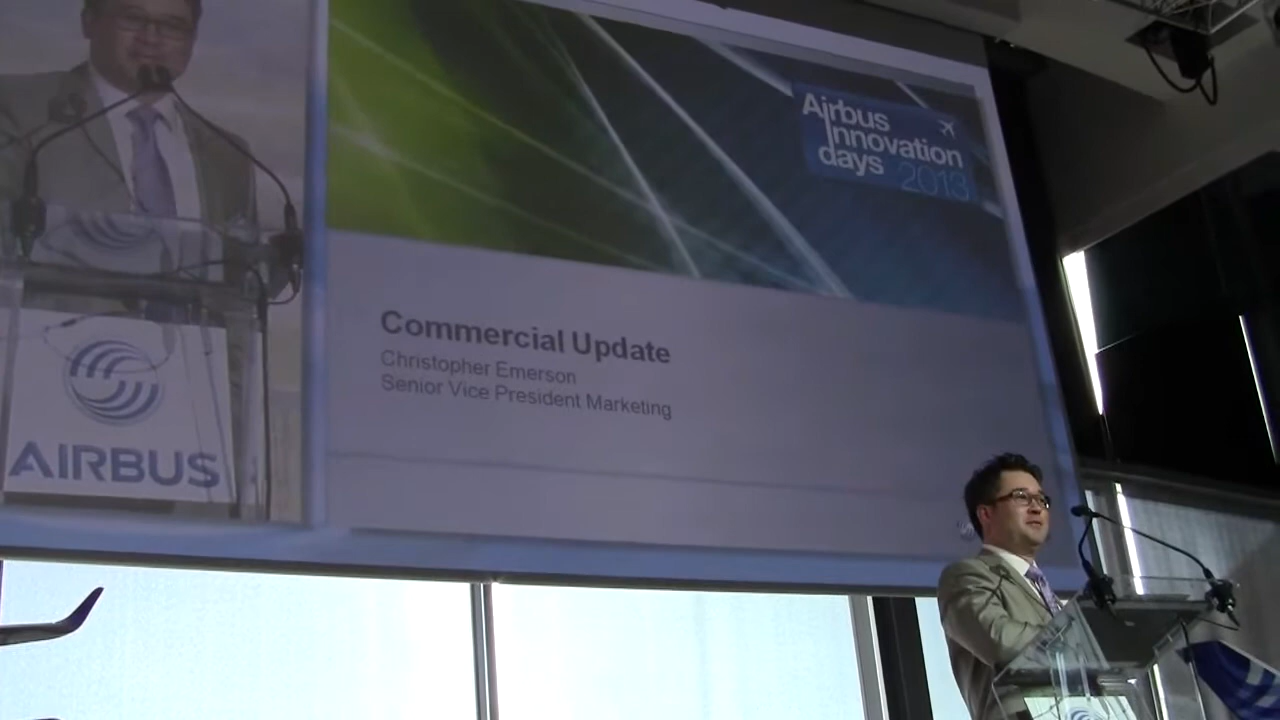 Airbus
Innovation
days 2013
Commercial Update
Christopher Emerson
Senior Vice President Marketing
AIRBUS